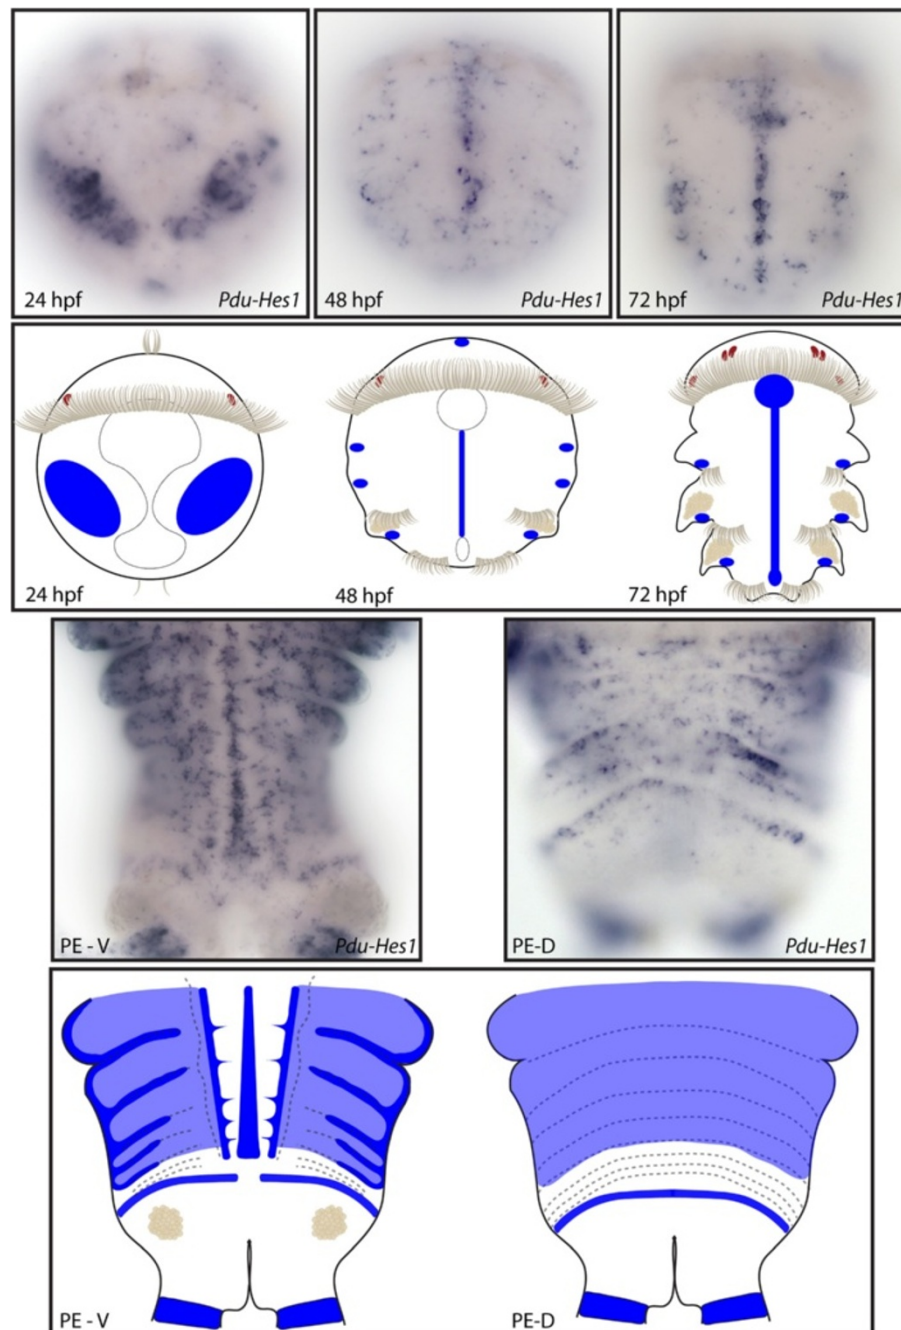 24 hpf Pdu-Hes1
48 hpf Pdu-Hes1
72 hpf Pdu-Hes1
24 hpf
48 hpf
72 hpf
PE - V Pdu-Hes1
PE-D Pdu-Hes1
PE - V
PE-D